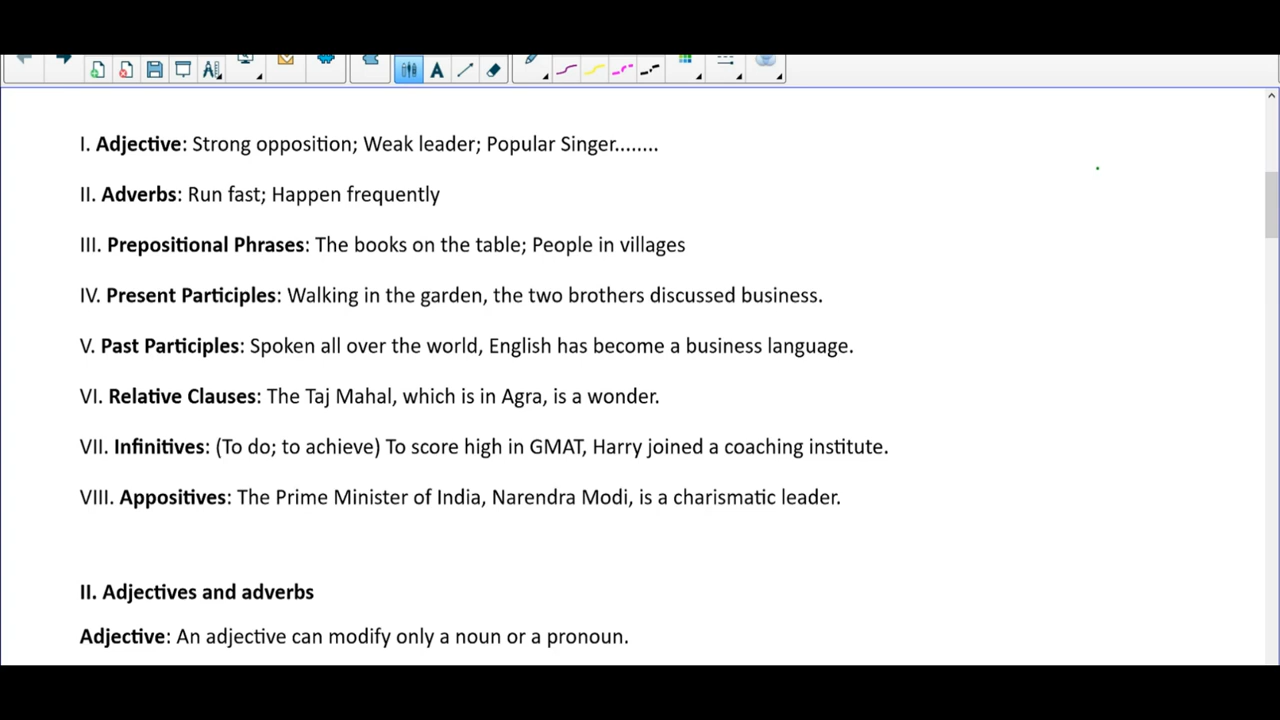 I. Adjective: Strong opposition; Weak leader; Popular Singer........
II. Adverbs: Run fast; Happen frequently
III. Prepositional Phrases: The books on the table; People in villages
IV. Present Participles: Walking in the garden, the two brothers discussed business.
V. Past Participles: Spoken all over the world, English has become a business language.
VI. Relative Clauses: The Taj Mahal, which is in Agra, is a wonder.
VII. Infinitives: (To do; to achieve) To score high in GMAT, Harry joined a coaching institute.
VIII. Appositives: The Prime Minister of India, Narendra Modi, is a charismatic leader.
II. Adjectives and adverbs
Adjective: An adjective can modify only a noun or a pronoun.